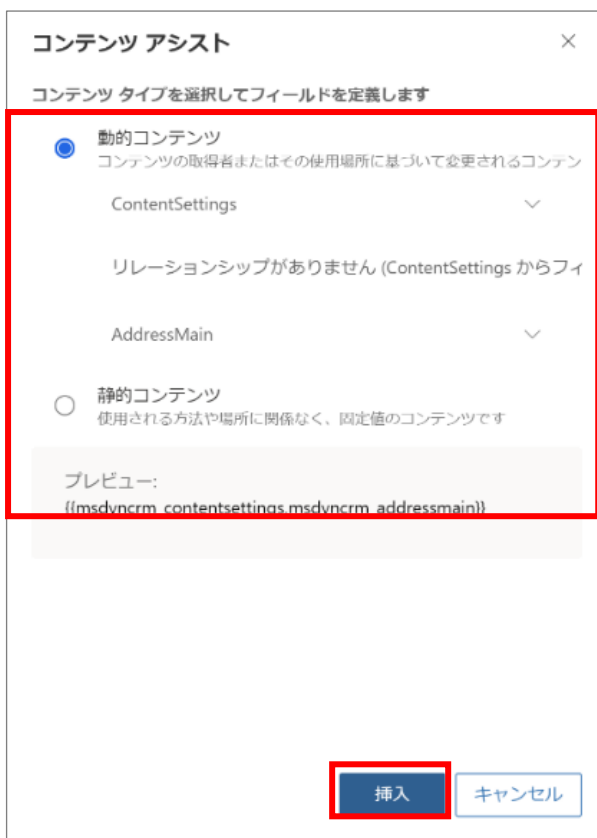 コンテンツ アシスト
コンテンツ タイプを選択してフィールドを定義します
動的コンテンツ
コンテンツの取得者またはその使用場所に基づいて変更されるコンテン
ContentSettings
リレーションシップがありません (ContentSettings からフィ
AddressMain
静的コンテンツ
使用される方法や場所に関係なく、固定値のコンテンツです
プレビュー:
{{msdyncrm_contentsettings.msdyncrm_addressmain}}
挿入
キャンセル